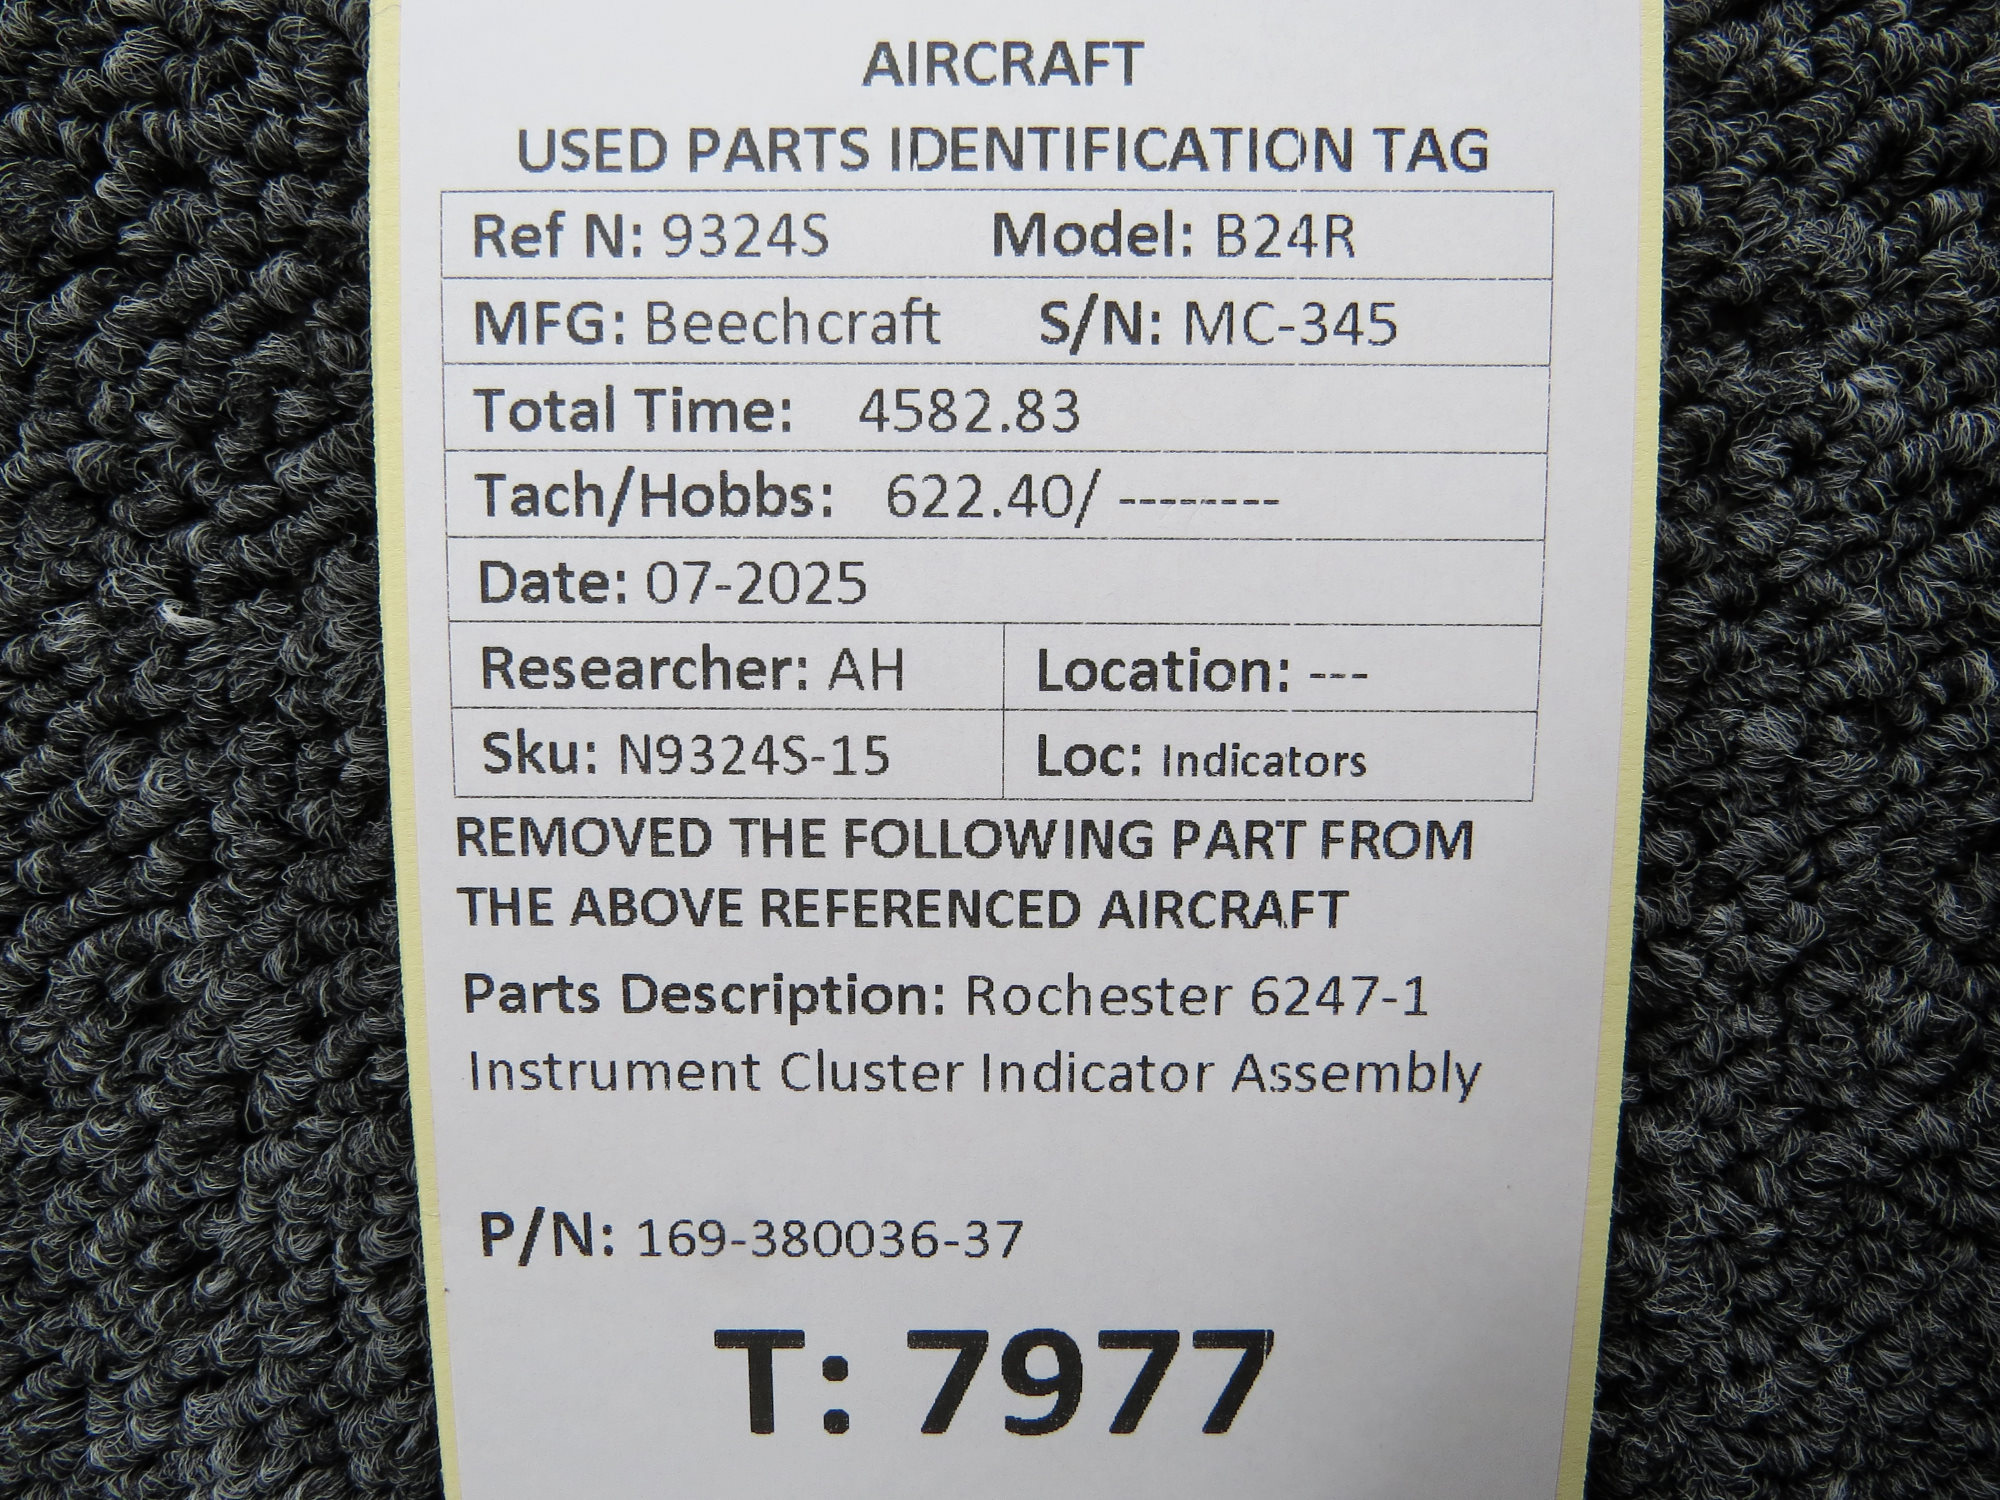 AIRCRAFT
USED PARTS IDENTIFICATION TAG
Ref N: 9324S Model: B24R
MFG: Beechcraft S/N: MC-345
Total Time: 4582.83
Tach/Hobbs: 622.40/ --------
Date: 07-2025
Researcher: AH Location: ---
Sku: N9324S-15 Loc: Indicators
REMOVED THE FOLLOWING PART FROM
THE ABOVE REFERENCED AIRCRAFT
Parts Description: Rochester 6247-1
Instrument Cluster Indicator Assembly
P/N: 169-380036-37
T: 7977